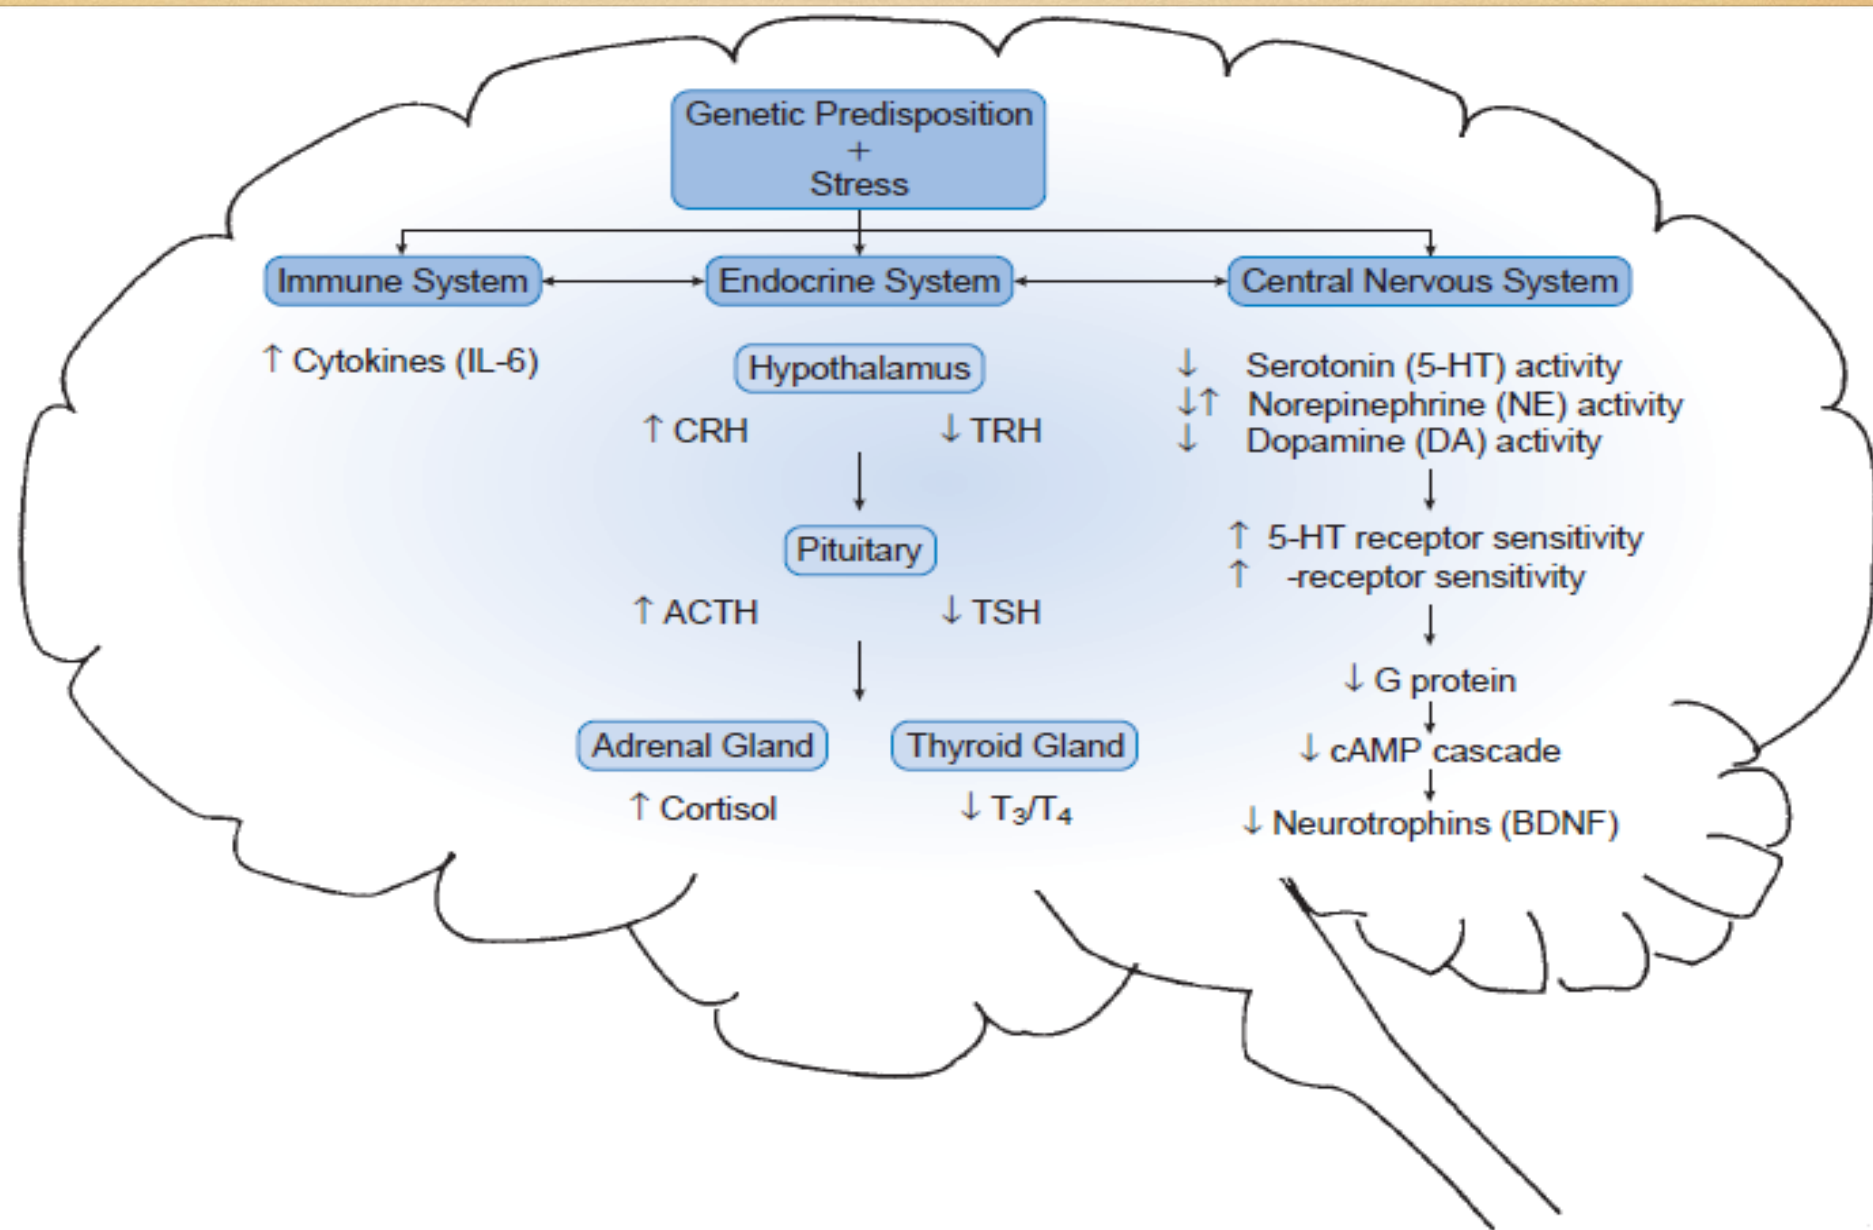 Genetic Predisposition
+
Stress
Immune System
Endocrine System
Central Nervous System
↑ Cytokines (IL-6)
Hypothalamus
↑ CRH
↓ TRH
Pituitary
↑ ACTH
↓ TSH
Adrenal Gland
Thyroid Gland
↑ Cortisol
↓ T₃/T₄
↓ Serotonin (5-HT) activity
↓↑ Norepinephrine (NE) activity
↓ Dopamine (DA) activity
↑ 5-HT receptor sensitivity
↑ -receptor sensitivity
↓ G protein
↓ cAMP cascade
↓ Neurotrophins (BDNF)